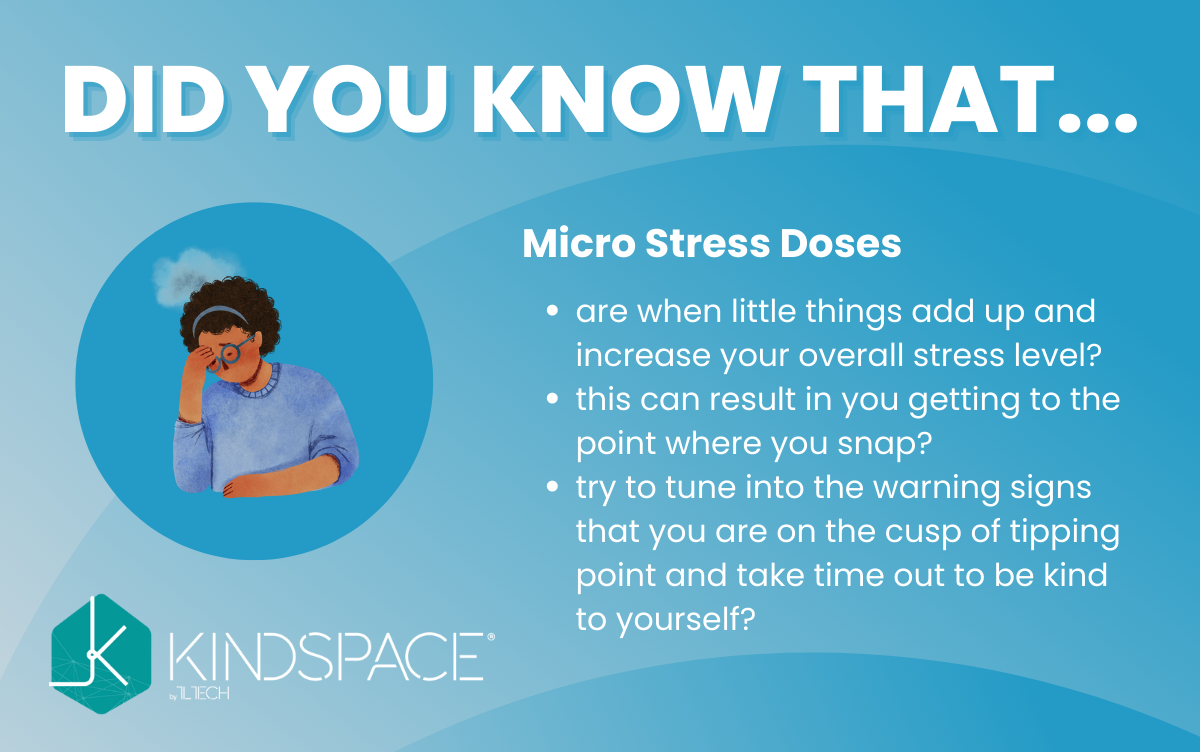 DID YOU KNOW THAT...
Micro Stress Doses
• are when little things add up and
increase your overall stress level?
• this can result in you getting to the
point where you snap?
• try to tune into the warning signs
that you are on the cusp of tipping
point and take time out to be kind
to yourself?
KINDSPACE®
by TLTECH